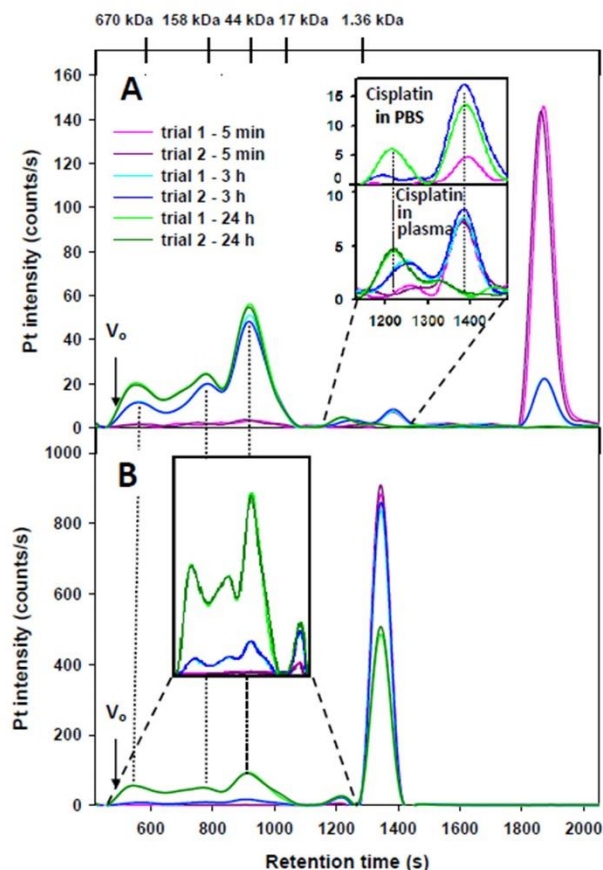 670 kDa 158 kDa 44 kDa 17 kDa 1.36 kDa
160
140
120
100
80
60
40
20
0
Pt intensity (counts/s)
A
trial 1 - 5 min
trial 2 - 5 min
trial 1 - 3 h
trial 2 - 3 h
trial 1 - 24 h
trial 2 - 24 h
Vo
15
10
5
0
Cisplatin
in PBS
10
5
0
Cisplatin
in
plasma
1200 1300 1400
1000
800
600
400
200
0
Pt intensity (counts/s)
B
Vo
600 800 1000 1200 1400 1600 1800 2000
Retention time (s)